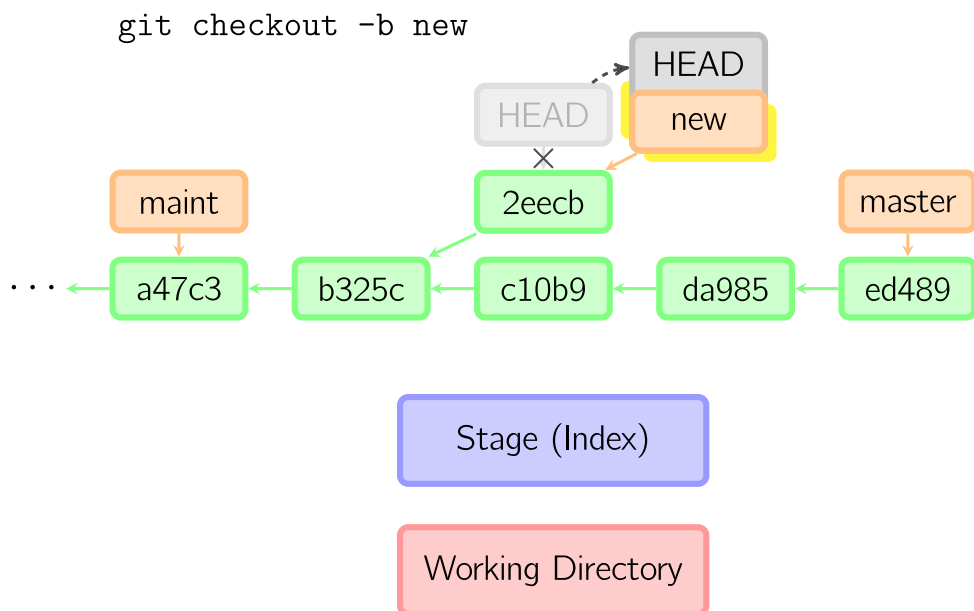 git checkout -b new
HEAD
HEAD
new
maint
2eecb
master
...
a47c3
b325c
c10b9
da985
ed489
Stage (Index)
Working Directory